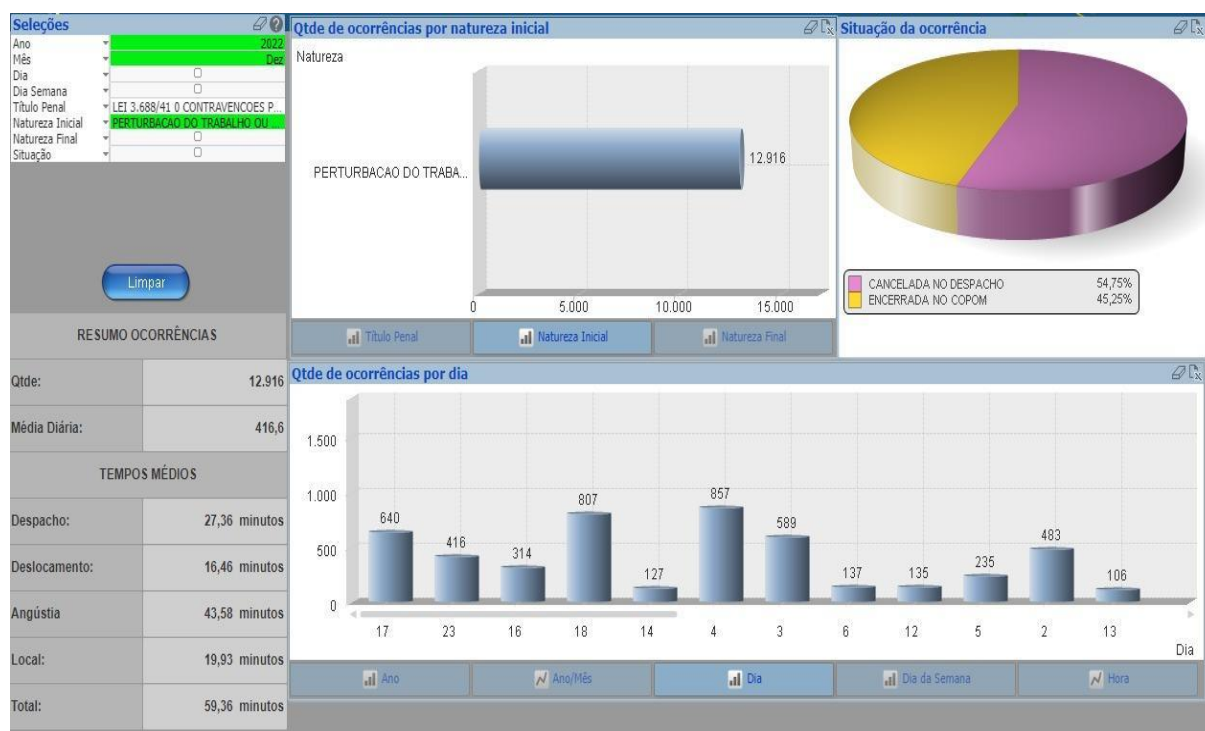 Seleções
Ano 2022
Mês Dez
Dia
Dia Semana
Título Penal LEI 3.688/41 0 CONTRAVENCOES P...
Natureza Inicial PERTURBACAO DO TRABALHO OU ...
Natureza Final
Situação
Limpar
RESUMO OCORRÊNCIAS
Qtde: 12.916
Média Diária: 416,6
TEMPOS MÉDIOS
Despacho: 27,36 minutos
Deslocamento: 16,46 minutos
Angústia 43,58 minutos
Local: 19,93 minutos
Total: 59,36 minutos
Qtde de ocorrências por natureza inicial
Natureza
PERTURBACAO DO TRABA...
12.916
0 5.000 10.000 15.000
Título Penal Natureza Inicial Natureza Final
Situação da ocorrência
CANCELADA NO DESPACHO 54,75%
ENCERRADA NO COPOM 45,25%
Qtde de ocorrências por dia
1.500
1.000
500
0
640 416 314 807 127 857 589 137 135 235 483 106
17 23 16 18 14 4 3 6 12 5 2 13
Dia
Ano Ano/Mês Dia Dia da Semana Hora